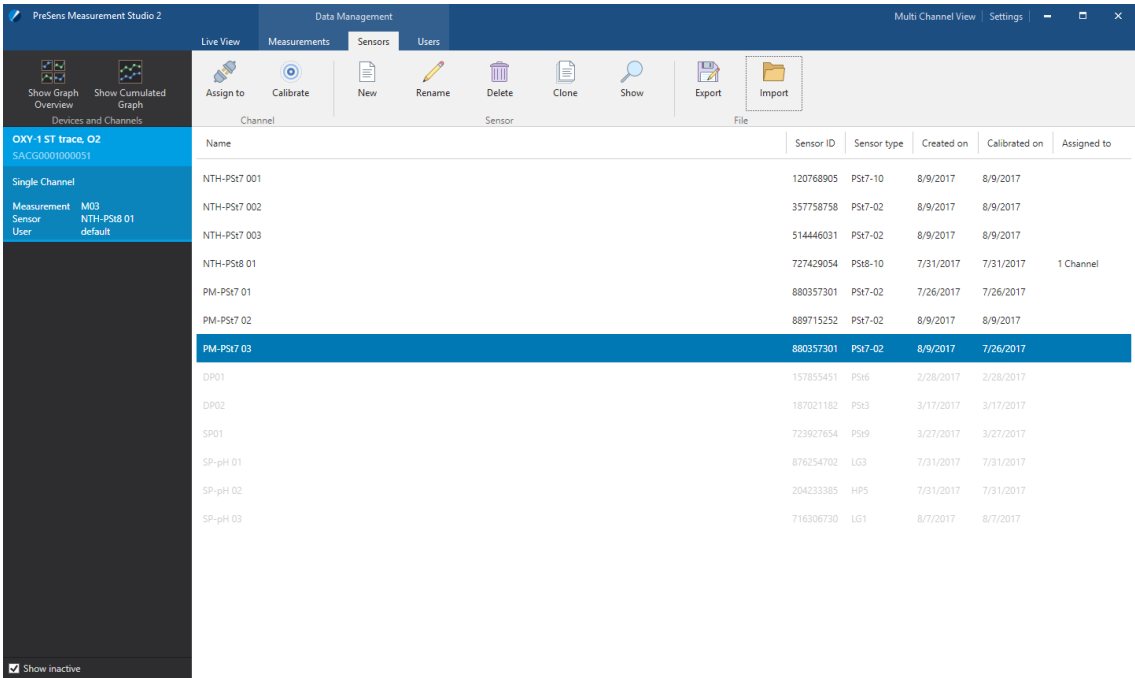 PreSens Measurement Studio 2
Data Management
Multi Channel View Settings
Live View Measurements Sensors Users
Show Graph Overview
Show Cumulated Graph
Devices and Channels
Assign to Calibrate
Channel
New Rename Delete Clone Show
Sensor
Export Import
File
OXY-1 ST trace, O2
SACG0001000051
Single Channel
Measurement M03
Sensor NTH-PSt8 01
User default
Name Sensor ID Sensor type Created on Calibrated on Assigned to
NTH-PSt7 001 120768905 PSt7-10 8/9/2017 8/9/2017
NTH-PSt7 002 357758758 PSt7-02 8/9/2017 8/9/2017
NTH-PSt7 003 514446031 PSt7-02 8/9/2017 8/9/2017
NTH-PSt8 01 727429054 PSt8-10 7/31/2017 7/31/2017 1 Channel
PM-PSt7 01 880357301 PSt7-02 7/26/2017 7/26/2017
PM-PSt7 02 889715252 PSt7-02 8/9/2017 8/9/2017
PM-PSt7 03 880357301 PSt7-02 8/9/2017 7/26/2017
DP01 157855451 PSt6 2/28/2017 2/28/2017
DP02 187021182 PSt3 3/17/2017 3/17/2017
SP01 723927654 PSt9 3/27/2017 3/27/2017
SP-pH 01 876254702 LG3 7/31/2017 7/31/2017
SP-pH 02 204233385 HP5 7/31/2017 7/31/2017
SP-pH 03 716306730 LG1 8/7/2017 8/7/2017
Show inactive